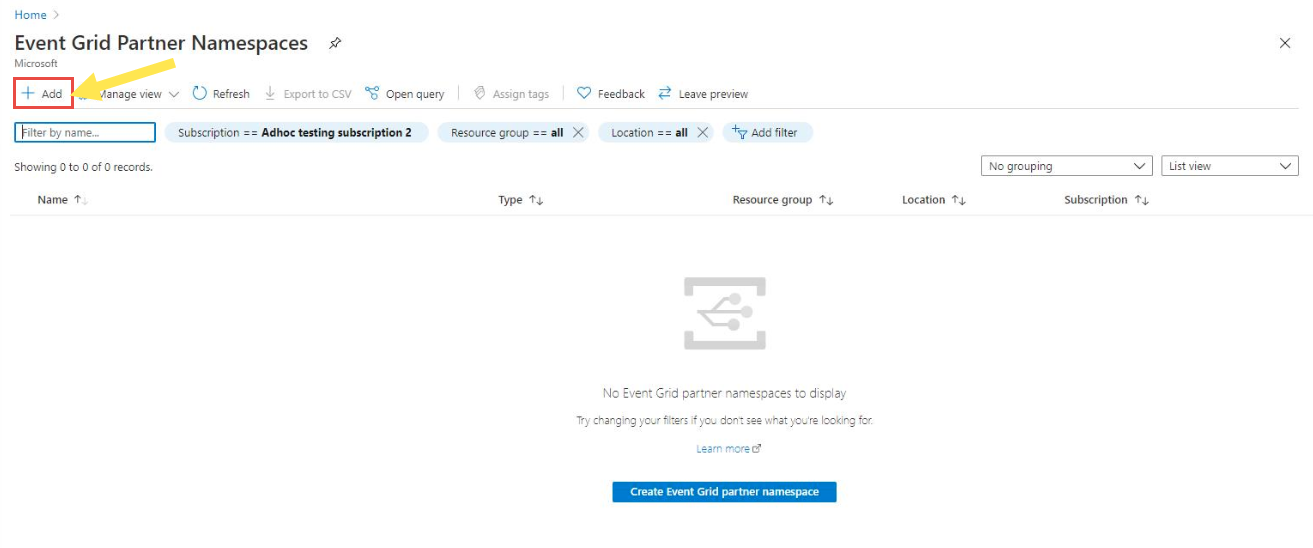 Home
Event Grid Partner Namespaces
Microsoft
Add Manage view Refresh Export to CSV Open query Assign tags Feedback Leave preview
Filter by name... Subscription == Adhoc testing subscription 2 Resource group == all Location == all Add filter
Showing 0 to 0 of 0 records. No grouping List view
Name Type Resource group Location Subscription
No Event Grid partner namespaces to display
Try changing your filters if you don't see what you're looking for.
Learn more
Create Event Grid partner namespace